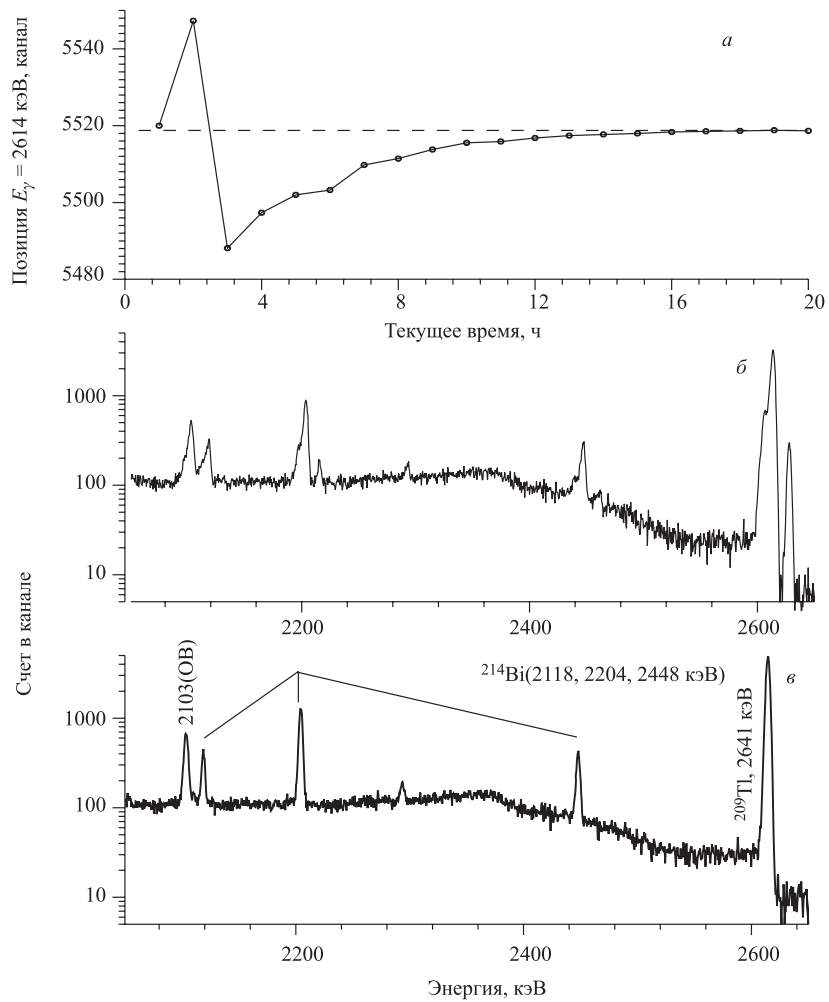 а
5540
5520
5500
5480
Позиция Eγ = 2614 кэВ, канал
0 4 8 12 16 20
Текущее время, ч
б
1000
100
10
2200 2400 2600
Счет в канале
2103(ОВ)
²¹⁴Bi(2118, 2204, 2448 кэВ)
²⁰⁹Tl, 2641 кэВ
в
1000
100
10
2200 2400 2600
Энергия, кэВ